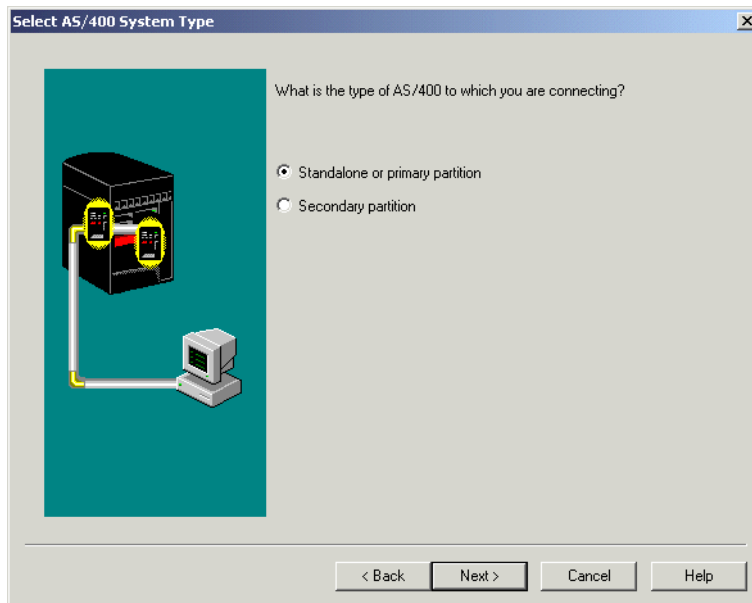 Select AS/400 System Type
What is the type of AS/400 to which you are connecting?
Standalone or primary partition
Secondary partition
< Back
Next >
Cancel
Help